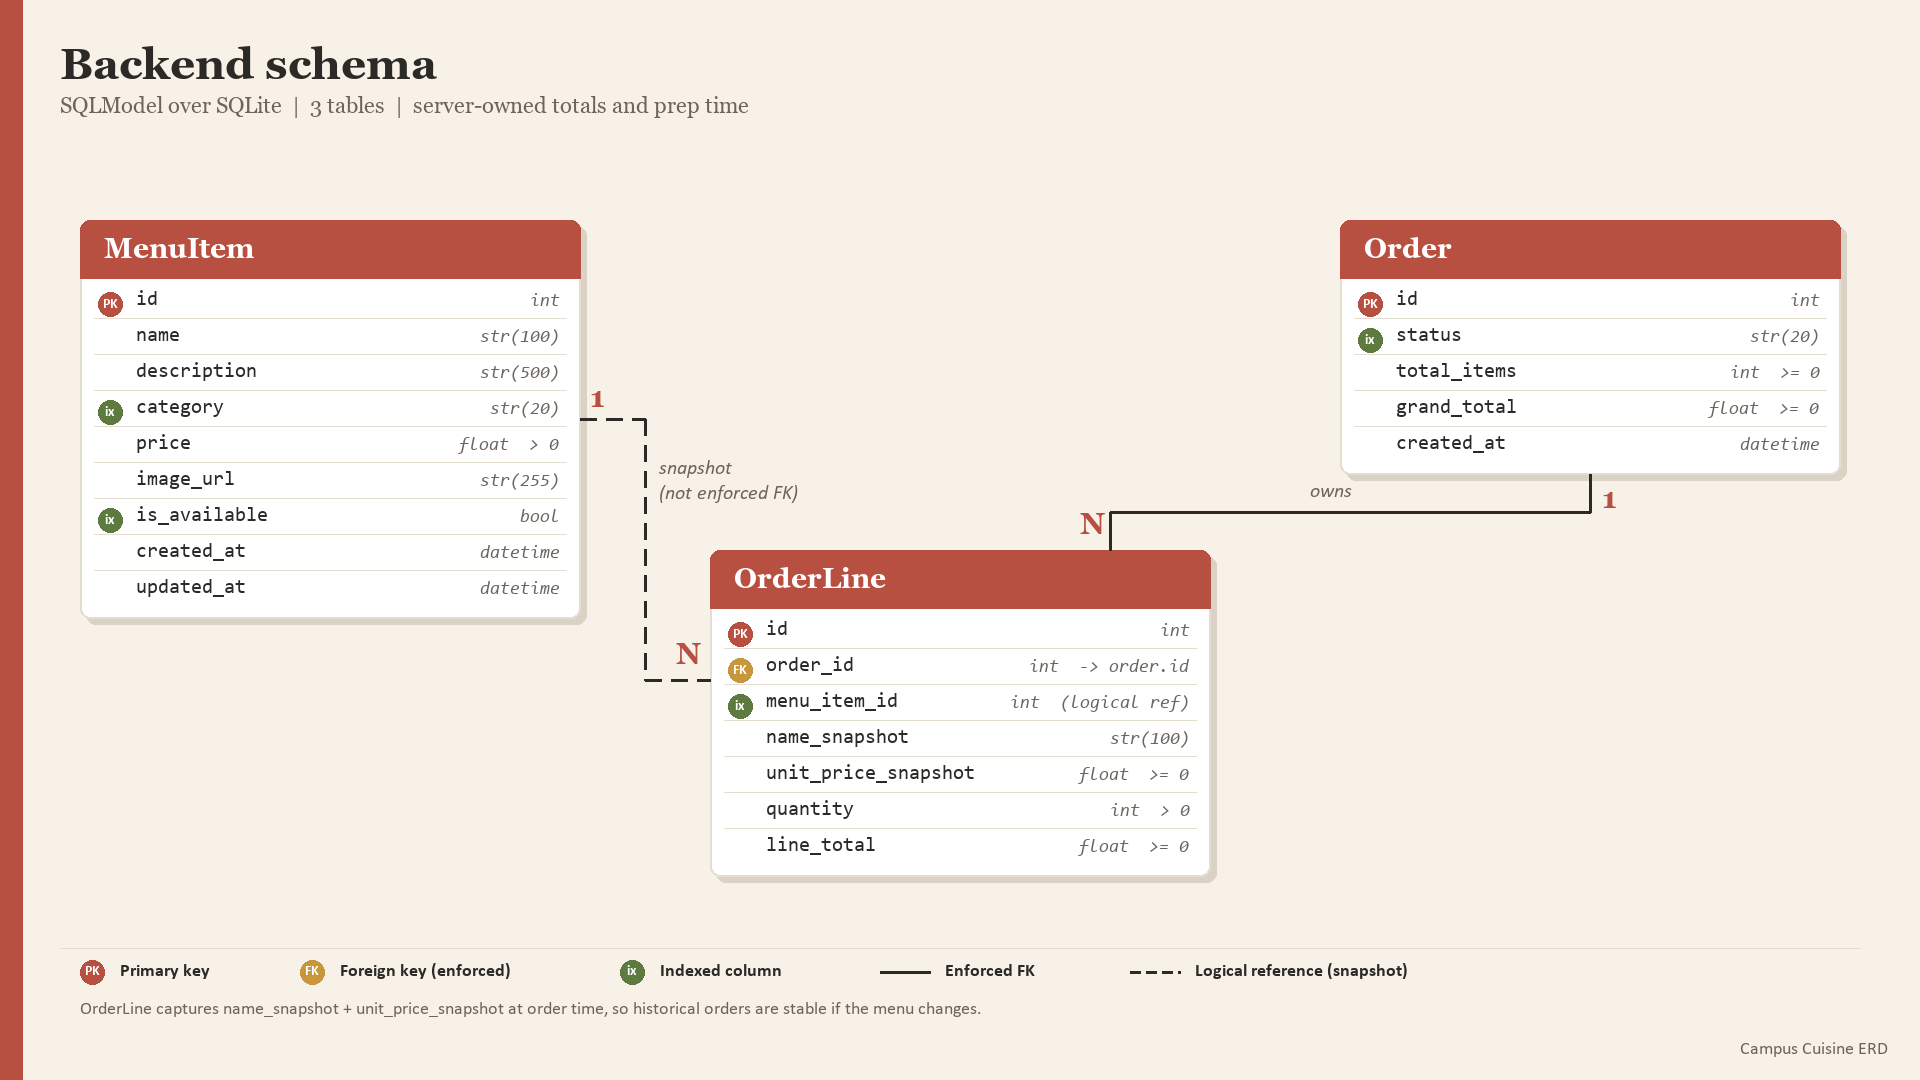 Backend schema
SQLModel over SQLite | 3 tables | server-owned totals and prep time
MenuItem
PK id int
name str(100)
description str(500)
ix category str(20)
price float > 0
image_url str(255)
ix is_available bool
created_at datetime
updated_at datetime
1
snapshot
(not enforced FK)
N
Order
PK id int
ix status str(20)
total_items int >= 0
grand_total float >= 0
created_at datetime
owns
1
N
OrderLine
PK id int
FK order_id int -> order.id
ix menu_item_id int (logical ref)
name_snapshot str(100)
unit_price_snapshot float >= 0
quantity int > 0
line_total float >= 0
PK Primary key FK Foreign key (enforced) ix Indexed column Enforced FK Logical reference (snapshot)
OrderLine captures name_snapshot + unit_price_snapshot at order time, so historical orders are stable if the menu changes.
Campus Cuisine ERD